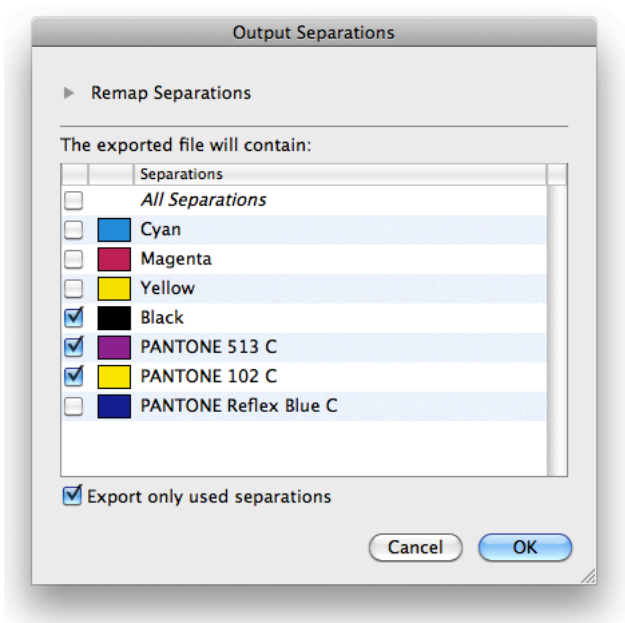 Output Separations
Remap Separations
The exported file will contain:
Separations
All Separations
Cyan
Magenta
Yellow
Black
PANTONE 513 C
PANTONE 102 C
PANTONE Reflex Blue C
Export only used separations
Cancel OK